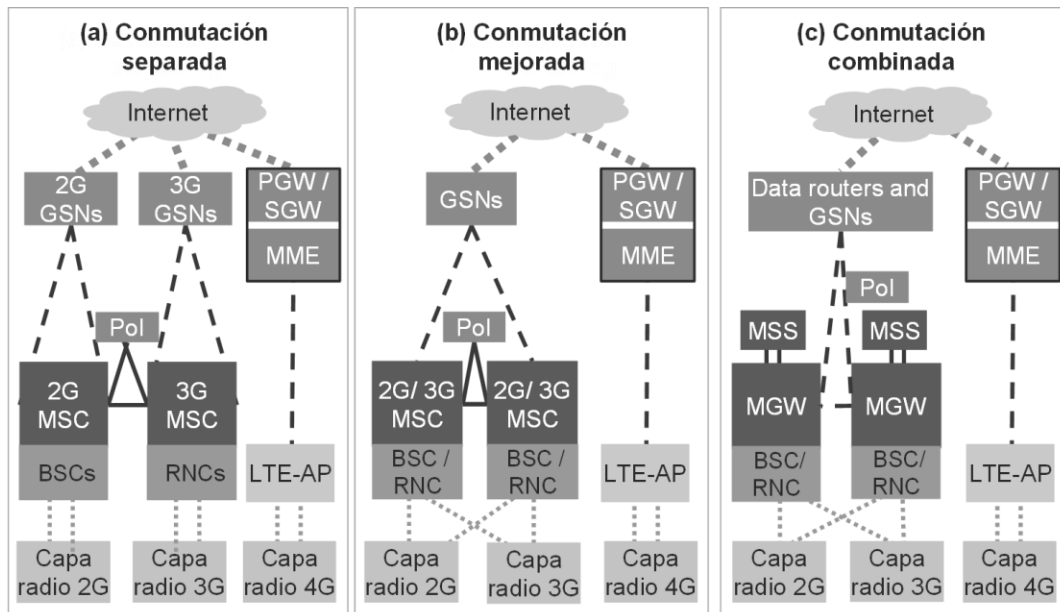 (a) Conmutación
separada
Internet
2G
GSNs
3G
GSNs
PGW /
SGW
MME
PoI
2G
MSC
3G
MSC
BSCs
RNCs
LTE-AP
Capa
radio 2G
Capa
radio 3G
Capa
radio 4G
(b) Conmutación
mejorada
Internet
GSNs
PGW /
SGW
MME
PoI
2G/ 3G
MSC
2G/ 3G
MSC
BSC /
RNC
BSC /
RNC
LTE-AP
Capa
radio 2G
Capa
radio 3G
Capa
radio 4G
(c) Conmutación
combinada
Internet
Data routers and
GSNs
PGW /
SGW
MME
PoI
MSS
MSS
MGW
MGW
BSC/
RNC
BSC/
RNC
LTE-AP
Capa
radio 2G
Capa
radio 3G
Capa
radio 4G